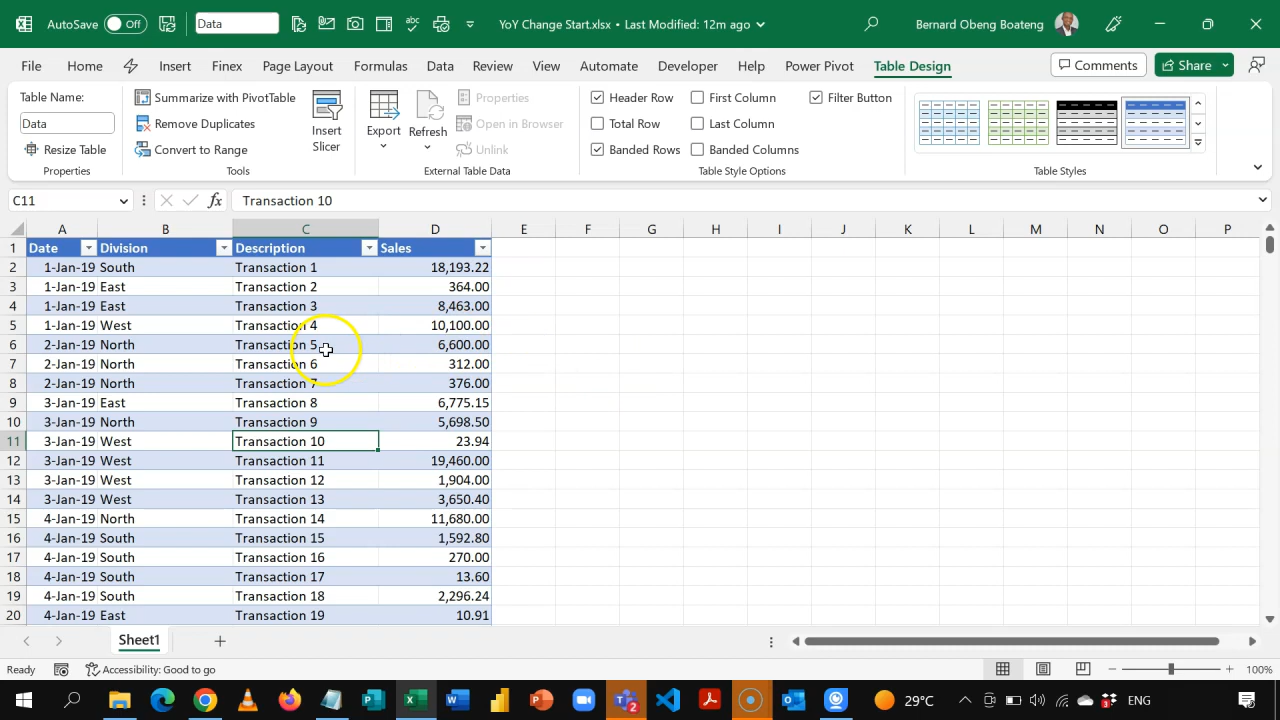 AutoSave Off Data YoY Change Start.xlsx • Last Modified: 12m ago Bernard Obeng Boateng
File Home Insert Finex Page Layout Formulas Data Review View Automate Developer Help Power Pivot Table Design Comments Share
Table Name:
Data
Resize Table
Properties
Summarize with PivotTable
Remove Duplicates
Convert to Range
Insert
Slicer
Tools
Export
Refresh
Properties
Open in Browser
Unlink
External Table Data
Header Row First Column Filter Button
Total Row Last Column
Banded Rows Banded Columns
Table Style Options
Table Styles
C11 fx Transaction 10
A B C D E F G H I J K L M N O P
1 Date Division Description Sales
2 1-Jan-19 South Transaction 1 18,193.22
3 1-Jan-19 East Transaction 2 364.00
4 1-Jan-19 East Transaction 3 8,463.00
5 1-Jan-19 West Transaction 4 10,100.00
6 2-Jan-19 North Transaction 5 6,600.00
7 2-Jan-19 North Transaction 6 312.00
8 2-Jan-19 North Transaction 7 376.00
9 3-Jan-19 East Transaction 8 6,775.15
10 3-Jan-19 North Transaction 9 5,698.50
11 3-Jan-19 West Transaction 10 23.94
12 3-Jan-19 West Transaction 11 19,460.00
13 3-Jan-19 West Transaction 12 1,904.00
14 3-Jan-19 West Transaction 13 3,650.40
15 4-Jan-19 North Transaction 14 11,680.00
16 4-Jan-19 South Transaction 15 1,592.80
17 4-Jan-19 South Transaction 16 270.00
18 4-Jan-19 South Transaction 17 13.60
19 4-Jan-19 South Transaction 18 2,296.24
20 4-Jan-19 East Transaction 19 10.91
Sheet1
Ready Accessibility: Good to go 100%
29°C ENG